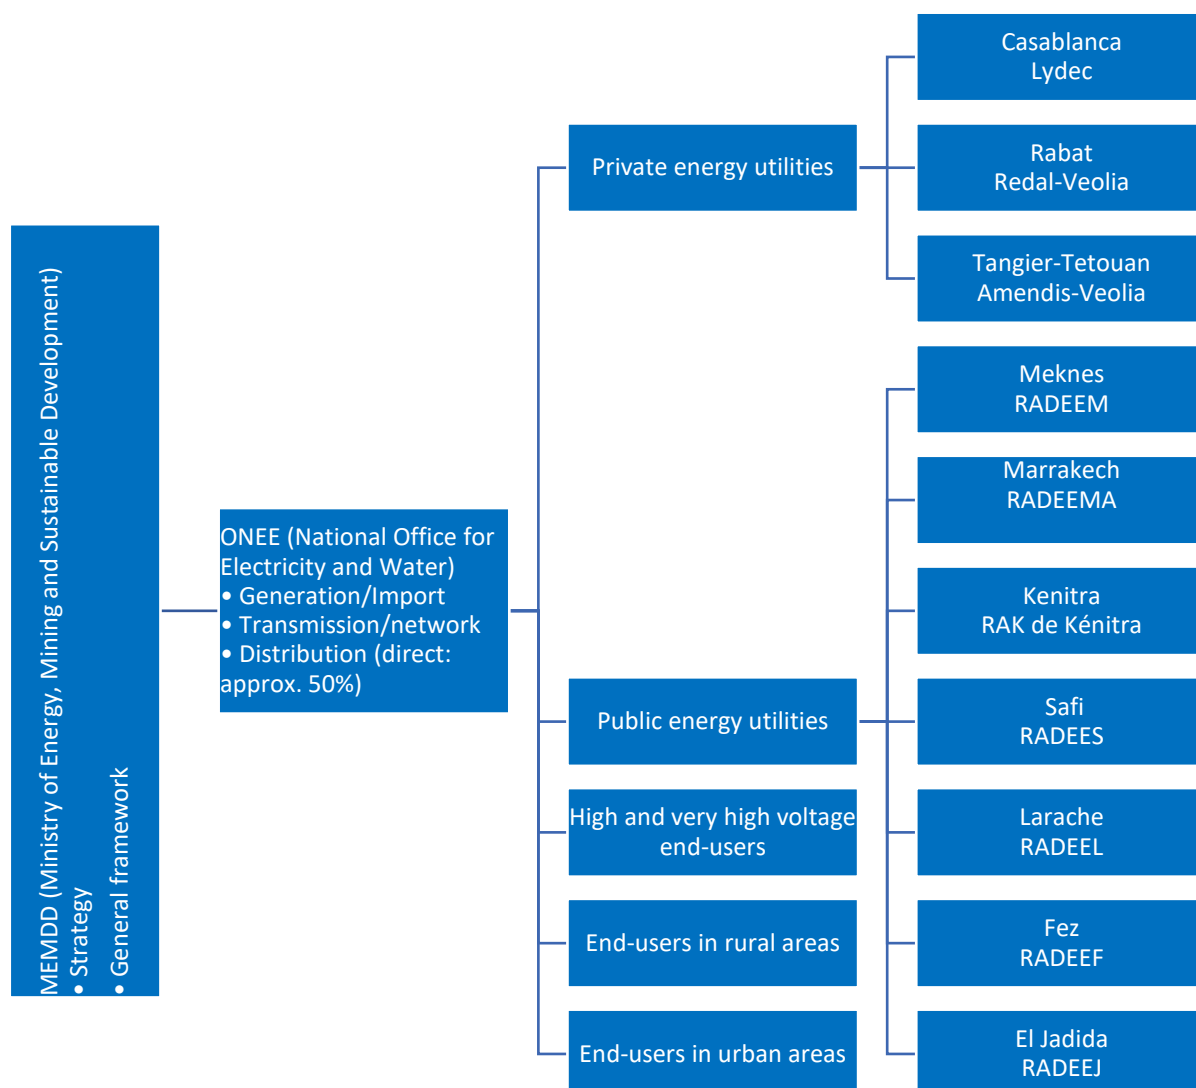 MEMDD (Ministry of Energy, Mining and Sustainable Development)
• Strategy
• General framework
ONEE (National Office for
Electricity and Water)
• Generation/Import
• Transmission/network
• Distribution (direct:
approx. 50%)
Private energy utilities
Public energy utilities
High and very high voltage
end-users
End-users in rural areas
End-users in urban areas
Casablanca
Lydec
Rabat
Redal-Veolia
Tangier-Tetouan
Amendis-Veolia
Meknes
RADEEM
Marrakech
RADEEMA
Kenitra
RAK de Kénitra
Safi
RADEES
Larache
RADEEL
Fez
RADEEF
El Jadida
RADEEJ